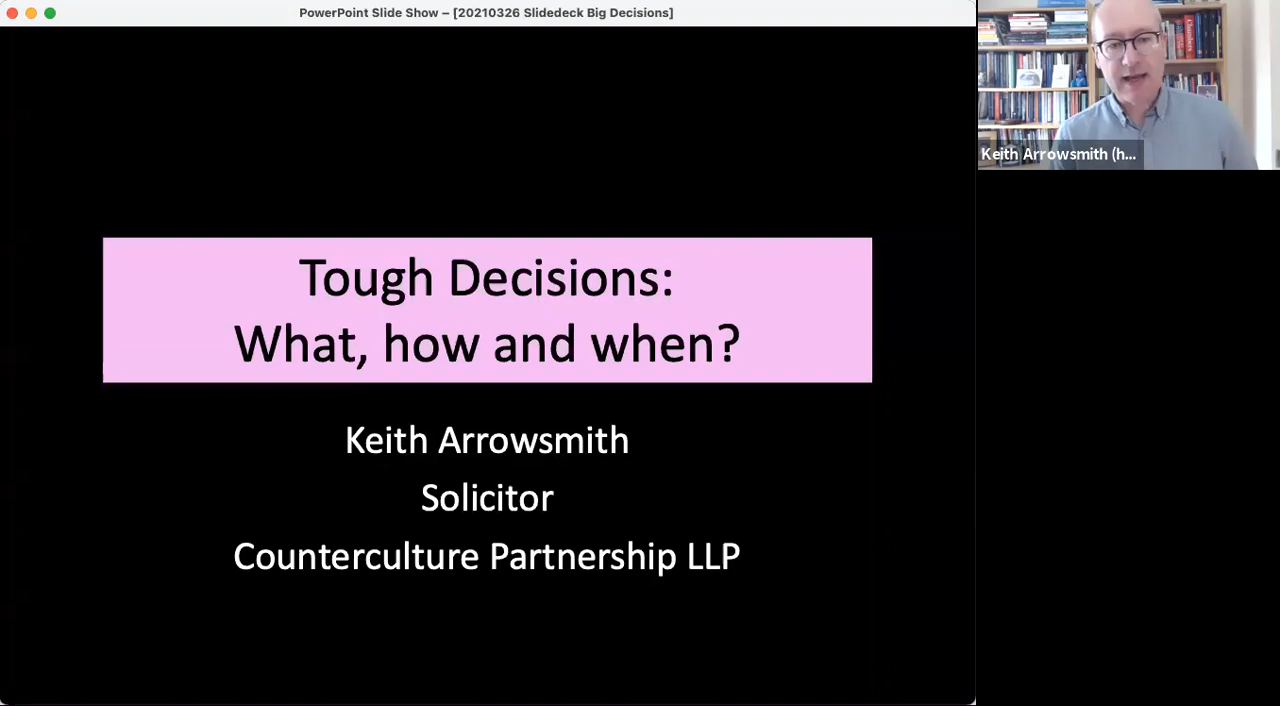 PowerPoint Slide Show – [20210326 Slidedeck Big Decisions]
Tough Decisions:
What, how and when?
Keith Arrowsmith
Solicitor
Counterculture Partnership LLP
Keith Arrowsmith (h...